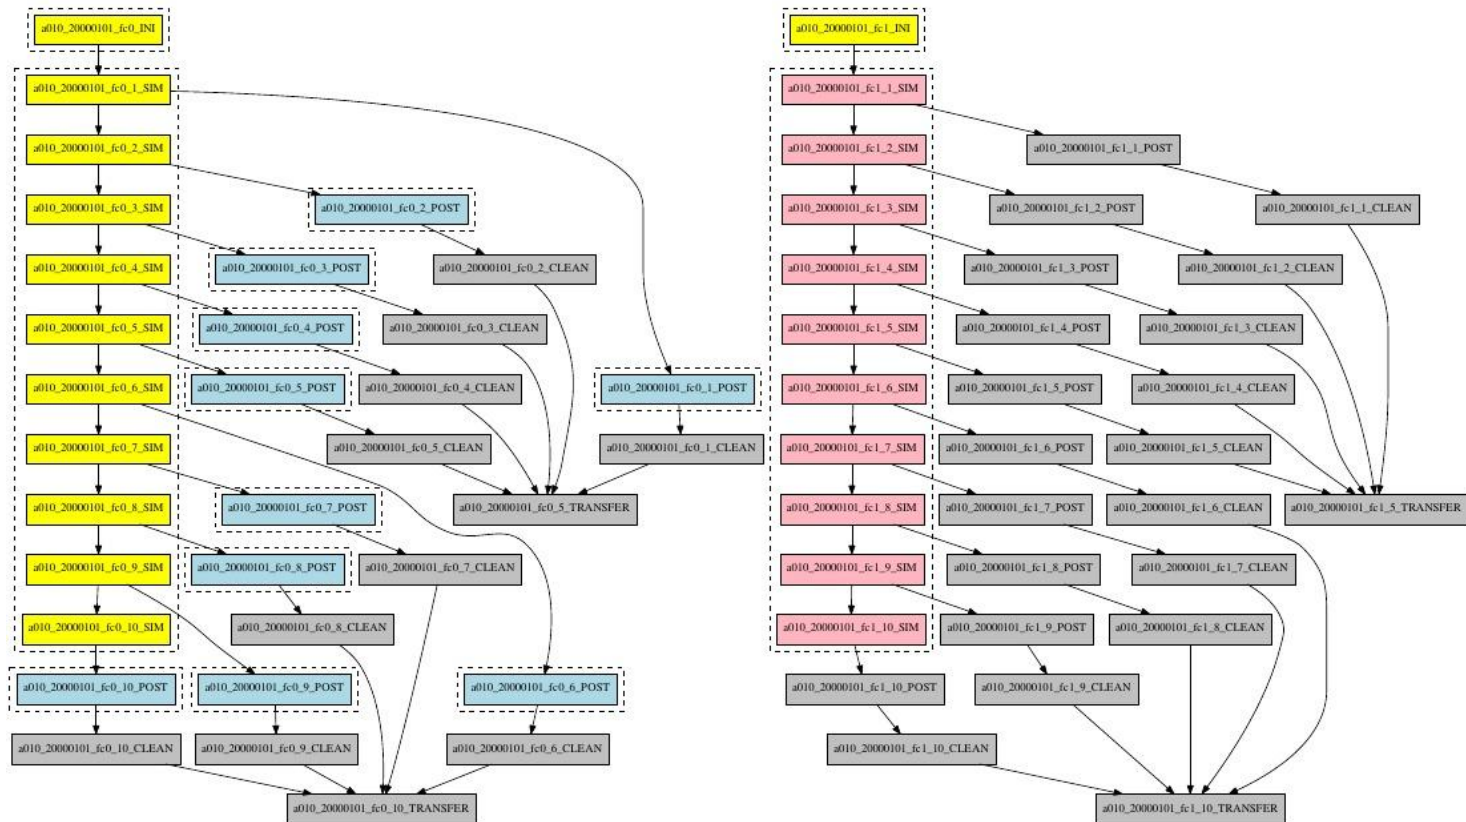 a010_20000101_fc0_INI
a010_20000101_fc1_INI
a010_20000101_fc0_1_SIM
a010_20000101_fc1_1_SIM
a010_20000101_fc0_2_SIM
a010_20000101_fc1_2_SIM
a010_20000101_fc1_1_POST
a010_20000101_fc0_3_SIM
a010_20000101_fc0_2_POST
a010_20000101_fc1_3_SIM
a010_20000101_fc1_2_POST
a010_20000101_fc1_1_CLEAN
a010_20000101_fc0_4_SIM
a010_20000101_fc0_3_POST
a010_20000101_fc0_2_CLEAN
a010_20000101_fc1_4_SIM
a010_20000101_fc1_3_POST
a010_20000101_fc1_2_CLEAN
a010_20000101_fc0_5_SIM
a010_20000101_fc0_4_POST
a010_20000101_fc0_3_CLEAN
a010_20000101_fc1_5_SIM
a010_20000101_fc1_4_POST
a010_20000101_fc1_3_CLEAN
a010_20000101_fc0_6_SIM
a010_20000101_fc0_5_POST
a010_20000101_fc0_4_CLEAN
a010_20000101_fc0_1_POST
a010_20000101_fc1_6_SIM
a010_20000101_fc1_5_POST
a010_20000101_fc1_4_CLEAN
a010_20000101_fc0_7_SIM
a010_20000101_fc0_5_CLEAN
a010_20000101_fc0_1_CLEAN
a010_20000101_fc1_7_SIM
a010_20000101_fc1_6_POST
a010_20000101_fc1_5_CLEAN
a010_20000101_fc0_8_SIM
a010_20000101_fc0_7_POST
a010_20000101_fc0_5_TRANSFER
a010_20000101_fc1_8_SIM
a010_20000101_fc1_7_POST
a010_20000101_fc1_6_CLEAN
a010_20000101_fc1_5_TRANSFER
a010_20000101_fc0_9_SIM
a010_20000101_fc0_8_POST
a010_20000101_fc0_7_CLEAN
a010_20000101_fc1_9_SIM
a010_20000101_fc1_8_POST
a010_20000101_fc1_7_CLEAN
a010_20000101_fc0_10_SIM
a010_20000101_fc0_8_CLEAN
a010_20000101_fc1_10_SIM
a010_20000101_fc1_9_POST
a010_20000101_fc1_8_CLEAN
a010_20000101_fc0_10_POST
a010_20000101_fc0_9_POST
a010_20000101_fc0_6_POST
a010_20000101_fc1_10_POST
a010_20000101_fc1_9_CLEAN
a010_20000101_fc0_10_CLEAN
a010_20000101_fc0_9_CLEAN
a010_20000101_fc0_6_CLEAN
a010_20000101_fc1_10_CLEAN
a010_20000101_fc0_10_TRANSFER
a010_20000101_fc1_10_TRANSFER